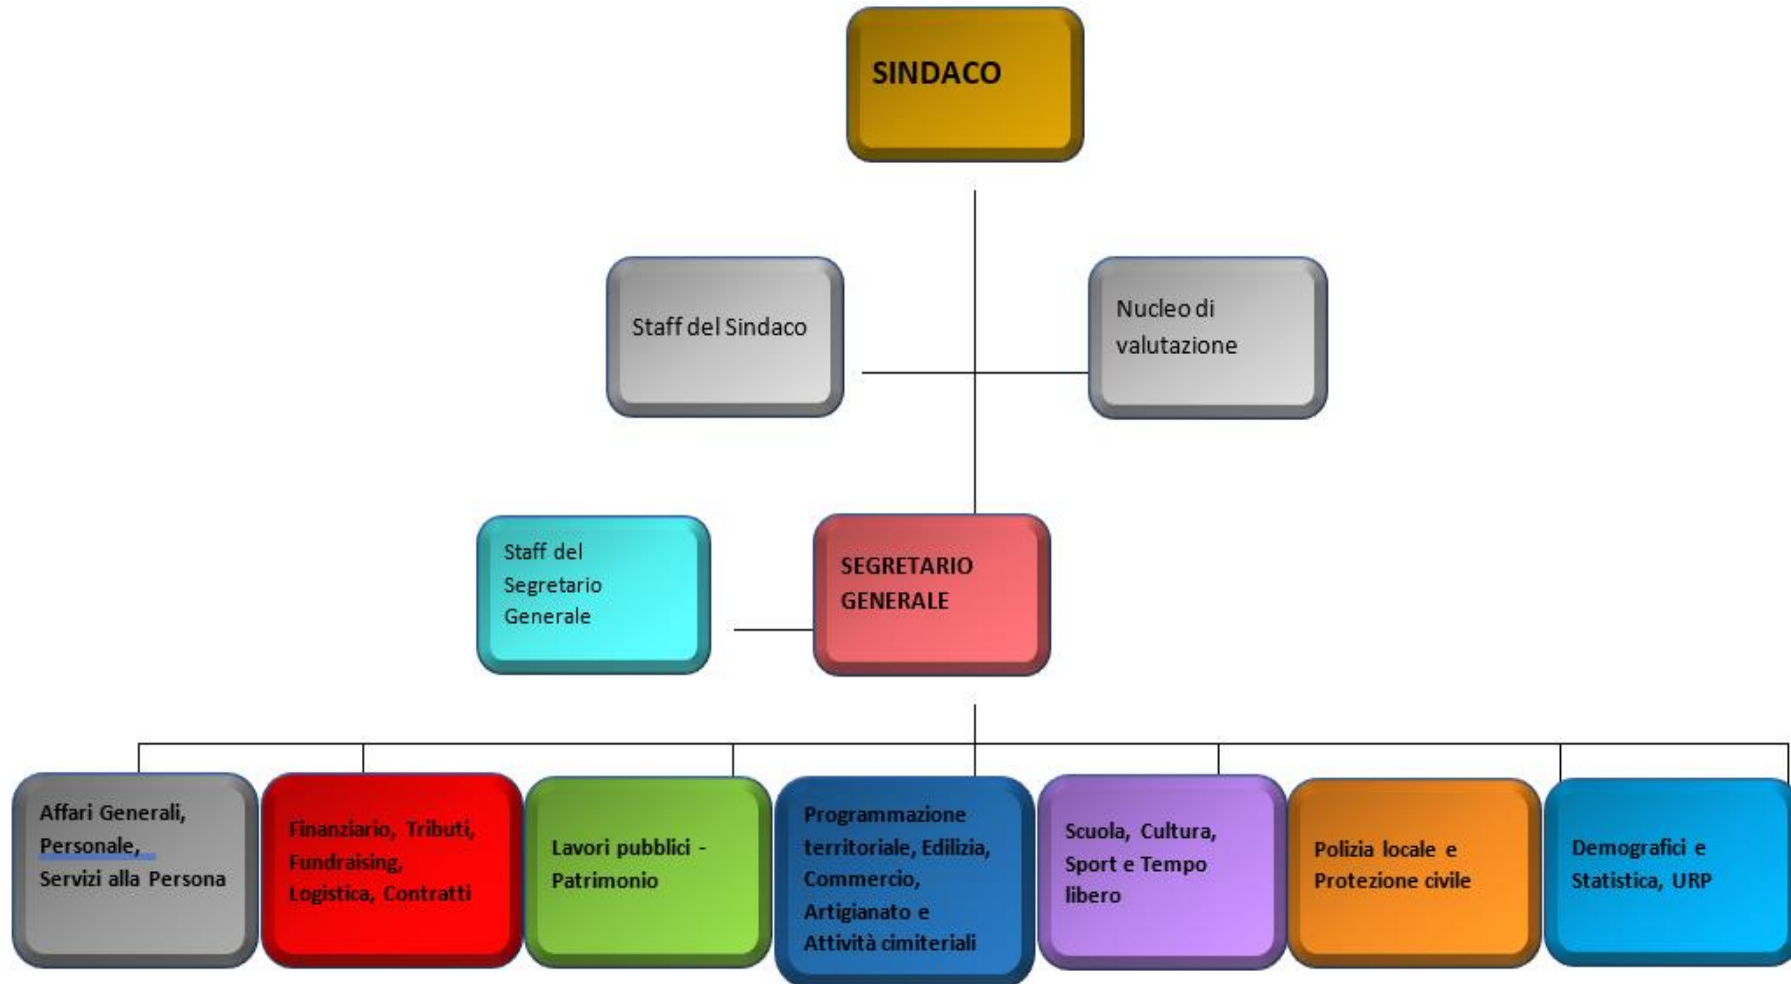 SINDACO
Staff del Sindaco
Nucleo di
valutazione
Staff del
Segretario
Generale
SEGRETARIO
GENERALE
Affari Generali,
Personale,
Servizi alla Persona
Finanziario, Tributi,
Fundraising,
Logistica, Contratti
Lavori pubblici -
Patrimonio
Programmazione
territoriale, Edilizia,
Commercio,
Artigianato e
Attività cimiteriali
Scuola, Cultura,
Sport e Tempo
libero
Polizia locale e
Protezione civile
Demografici e
Statistica, URP